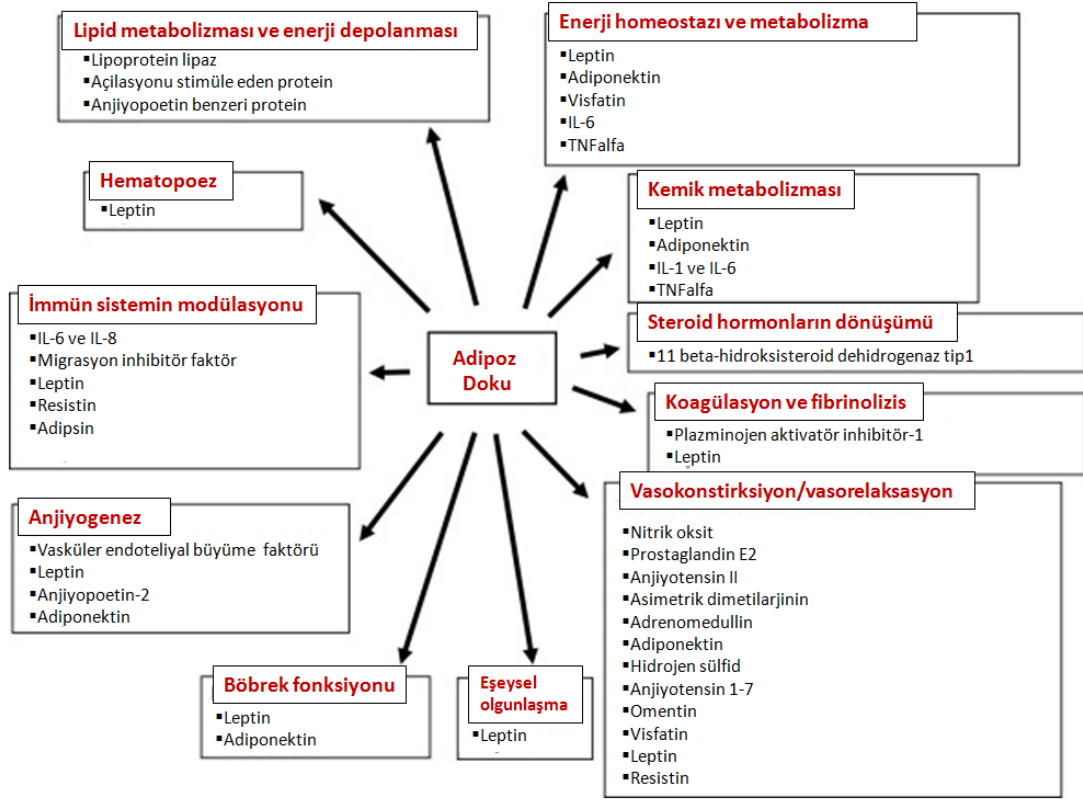 Lipid metabolizması ve enerji depolanması
▪Lipoprotein lipaz
▪Açilasyonu stimüle eden protein
▪Anjiyopoetin benzeri protein
Enerji homeostazı ve metabolizma
▪Leptin
▪Adiponektin
▪Visfatin
▪IL-6
▪TNFalfa
Hematopoez
▪Leptin
Kemik metabolizması
▪Leptin
▪Adiponektin
▪IL-1 ve IL-6
▪TNFalfa
İmmün sistemin modülasyonu
▪IL-6 ve IL-8
▪Migrasyon inhibitör faktör
▪Leptin
▪Resistin
▪Adipsin
Adipoz
Doku
Steroid hormonların dönüşümü
▪11 beta-hidroksisteroid dehidrogenaz tip1
Koagülasyon ve fibrinolizis
▪Plazminojen aktivatör inhibitör-1
▪Leptin
Anjiyogenez
▪Vasküler endoteliyal büyüme faktörü
▪Leptin
▪Anjiyopoetin-2
▪Adiponektin
Vasokonstirksiyon/vasorelaksasyon
▪Nitrik oksit
▪Prostaglandin E2
▪Anjiyotensin II
▪Asimetrik dimetilarjinin
▪Adrenomedullin
▪Adiponektin
▪Hidrojen sülfid
▪Anjiyotensin 1-7
▪Omentin
▪Visfatin
▪Leptin
▪Resistin
Böbrek fonksiyonu
▪Leptin
▪Adiponektin
Eşeysel
olgunlaşma
▪Leptin